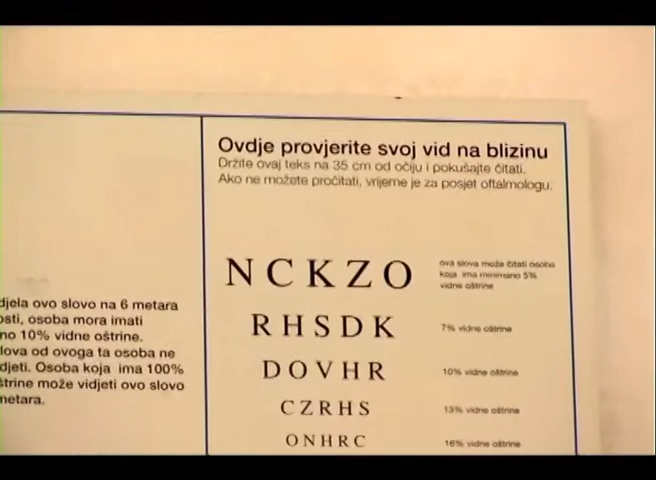 Ovdje provjerite svoj vid na blizinu
Držite ovaj teks na 35 cm od očiju i pokušajte čitati.
Ako ne možete pročitati, vrijeme je za posjet oftalmologu.
NCKZO
ova slova može čitati osoba
koja ima minimano 5%
vidne oštrine
RHSDK
7% vidne oštrine
DOVHR
10% vidne oštrine
CZRHS
13% vidne oštrine
ONHRC
16% vidne oštrine
djela ovo slovo na 6 metara
osti, osoba mora imati
no 10% vidne oštrine.
lova od ovoga ta osoba ne
djeti. Osoba koja ima 100%
štrine može vidjeti ovo slovo
metara.